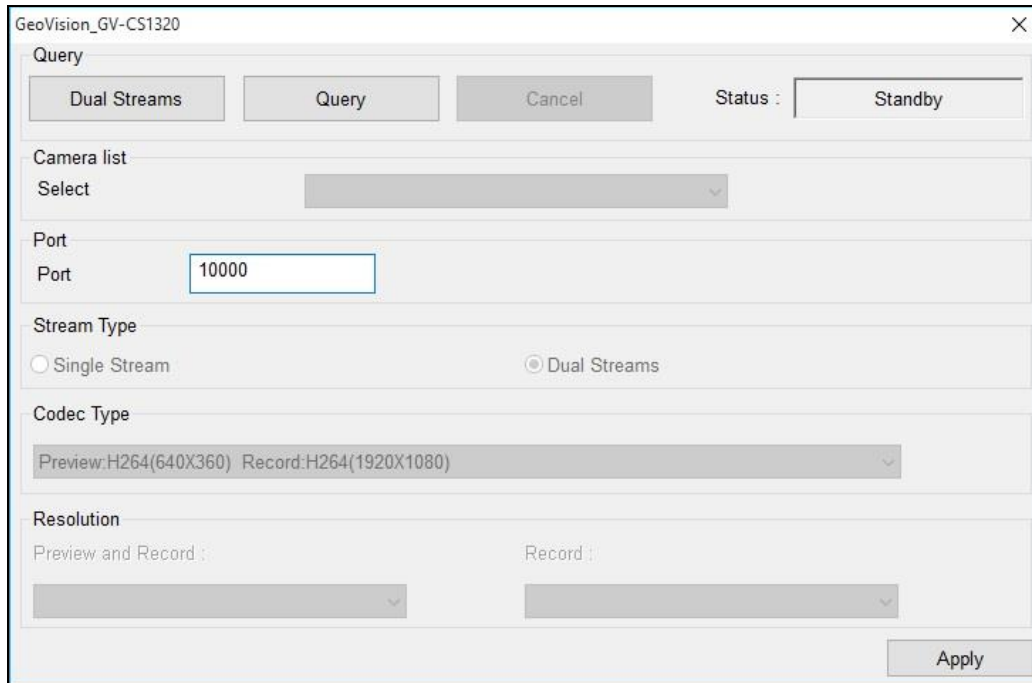 GeoVision_GV-CS1320
Query
Dual Streams Query Cancel Status : Standby
Camera list
Select
Port
Port 10000
Stream Type
Single Stream Dual Streams
Codec Type
Preview:H264(640X360) Record:H264(1920X1080)
Resolution
Preview and Record : Record :
Apply